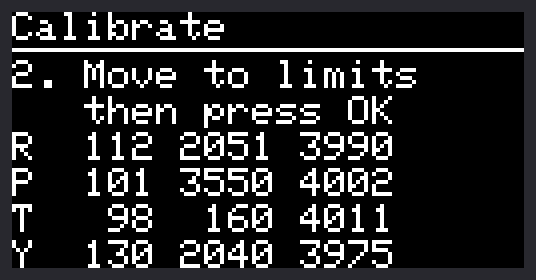 Calibrate
2. Move to limits
then press OK
R 112 2051 3990
P 101 3550 4002
T 98 160 4011
Y 130 2040 3975